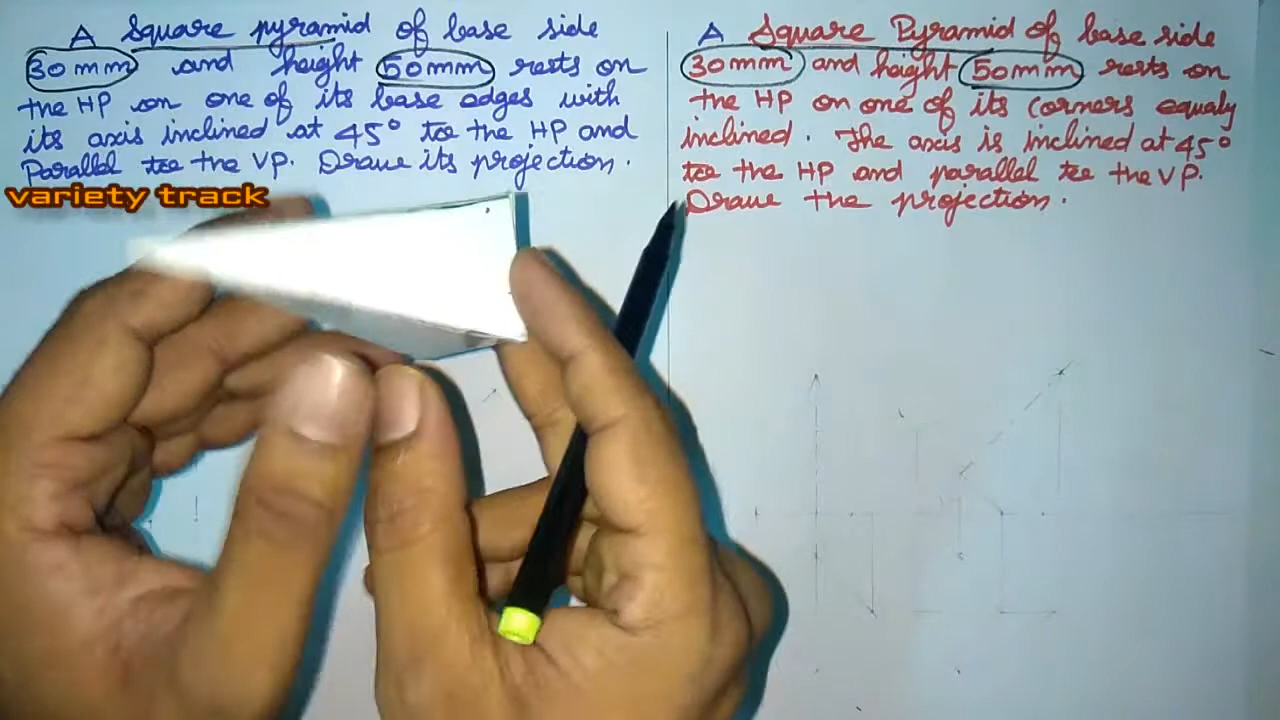 A Square pyramid of base side
30mm and height 50mm rests on
the HP on one of its base edges with
its axis inclined at 45° to the HP and
Parallel to the VP. Draw its projection.
variety track
A Square Pyramid of base side
30mm and height 50mm rests on
the HP on one of its corners equaly
inclined. The axis is inclined at 45°
to the HP and parallel to the VP.
Draw the projection.